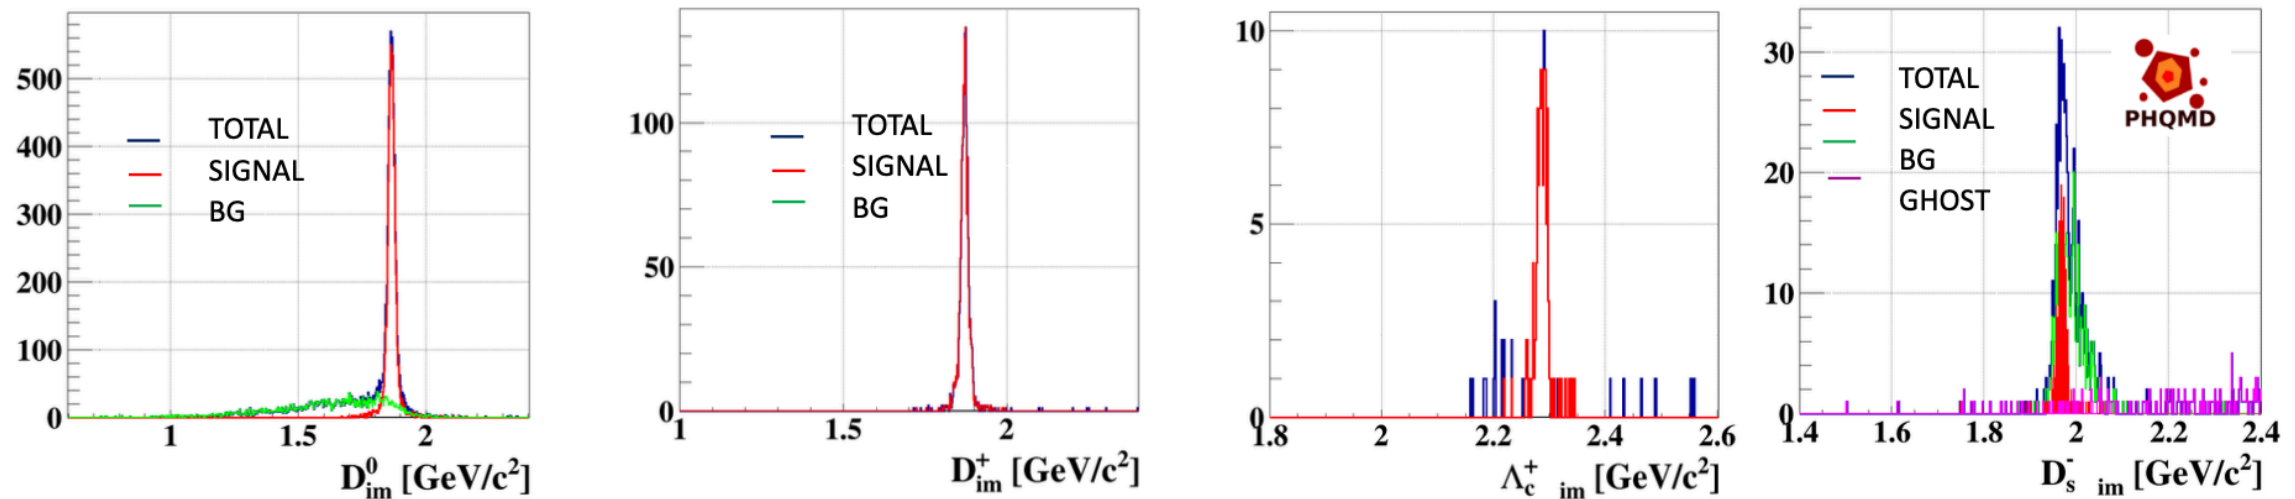 500
400
300
200
100
0
TOTAL
SIGNAL
BG
1 1.5 2
D⁰im [GeV/c²]
100
50
0
TOTAL
SIGNAL
BG
1 1.5 2
D⁺im [GeV/c²]
10
5
0
1.8 2 2.2 2.4 2.6
Λ⁺c im [GeV/c²]
30
20
10
0
TOTAL
SIGNAL
BG
GHOST
PHQMD
1.4 1.6 1.8 2 2.2 2.4
D⁻s im [GeV/c²]